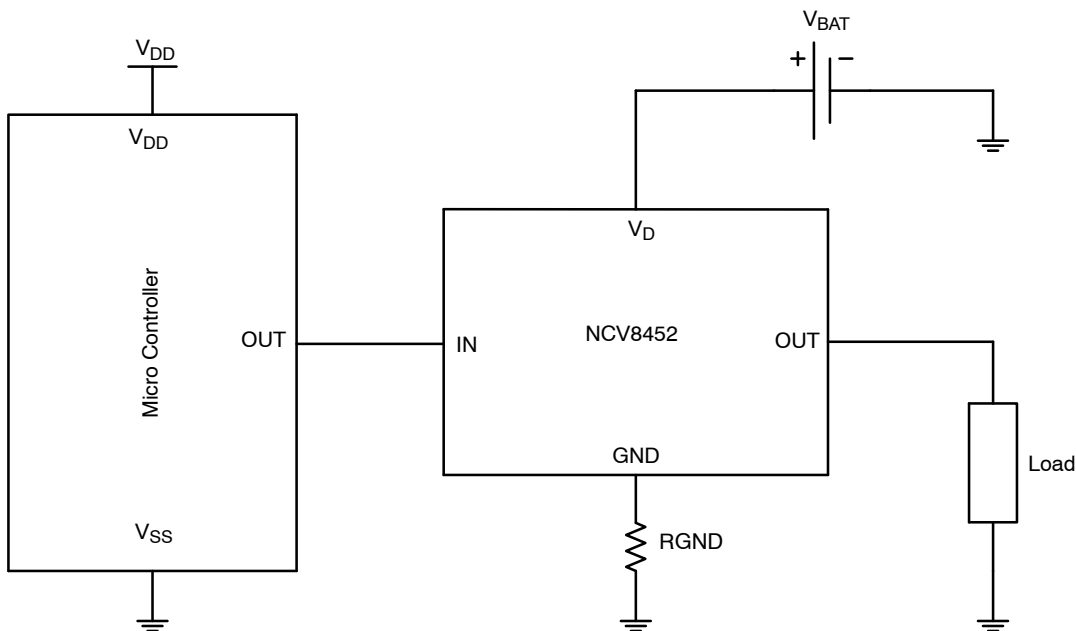 VBAT
+ −
VDD
VDD
VD
Micro Controller
OUT
IN
NCV8452
OUT
GND
Load
VSS
RGND